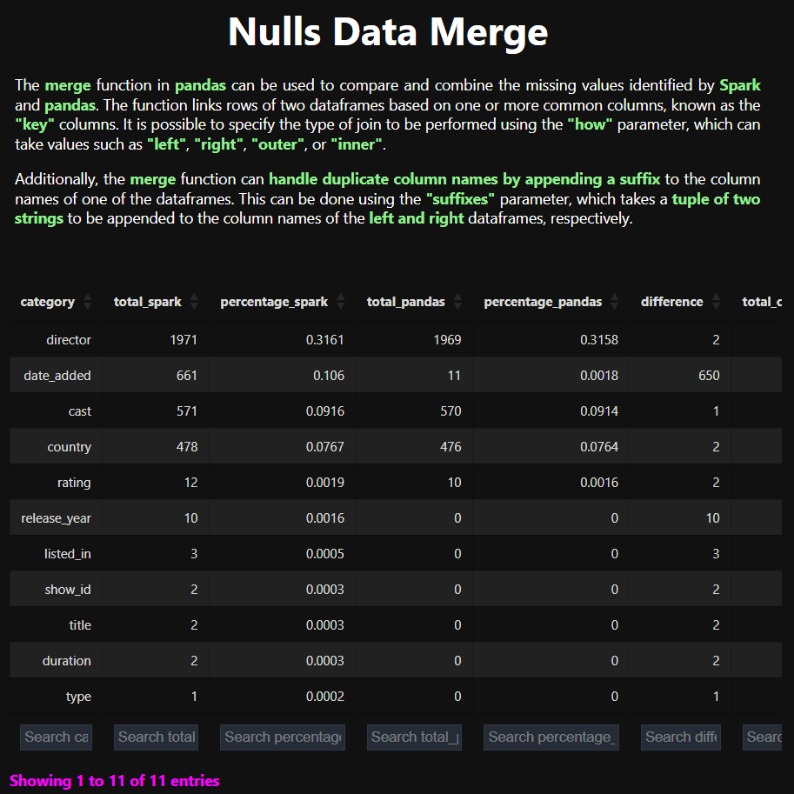 Nulls Data Merge
The merge function in pandas can be used to compare and combine the missing values identified by Spark
and pandas. The function links rows of two dataframes based on one or more common columns, known as the
"key" columns. It is possible to specify the type of join to be performed using the "how" parameter, which can
take values such as "left", "right", "outer", or "inner".
Additionally, the merge function can handle duplicate column names by appending a suffix to the column
names of one of the dataframes. This can be done using the "suffixes" parameter, which takes a tuple of two
strings to be appended to the column names of the left and right dataframes, respectively.
category total_spark percentage_spark total_pandas percentage_pandas difference total_c
director 1971 0.3161 1969 0.3158 2
date_added 661 0.106 11 0.0018 650
cast 571 0.0916 570 0.0914 1
country 478 0.0767 476 0.0764 2
rating 12 0.0019 10 0.0016 2
release_year 10 0.0016 0 0 10
listed_in 3 0.0005 0 0 3
show_id 2 0.0003 0 0 2
title 2 0.0003 0 0 2
duration 2 0.0003 0 0 2
type 1 0.0002 0 0 1
Search ca Search total Search percentage Search total_ Search percentage_ Search diff Searc
Showing 1 to 11 of 11 entries